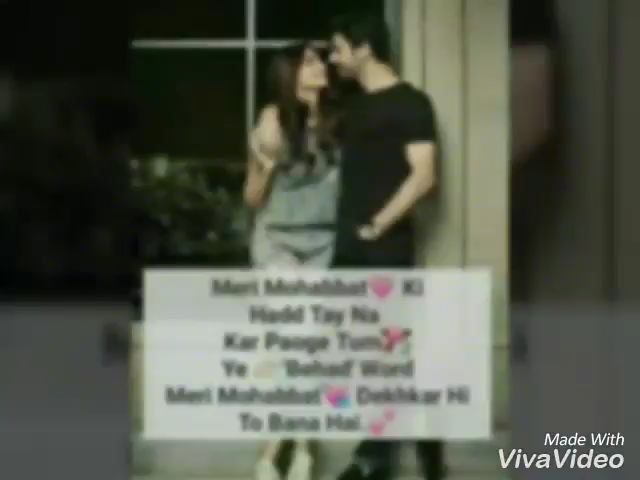 Meri Mohabbat💗 Ki
Hadd Tay Na
Kar Paoge Tum💘
Ye 👉 'Behad' Word
Meri Mohabbat💝 Dekhkar Hi
To Bana Hai..💕
Made With
VivaVideo